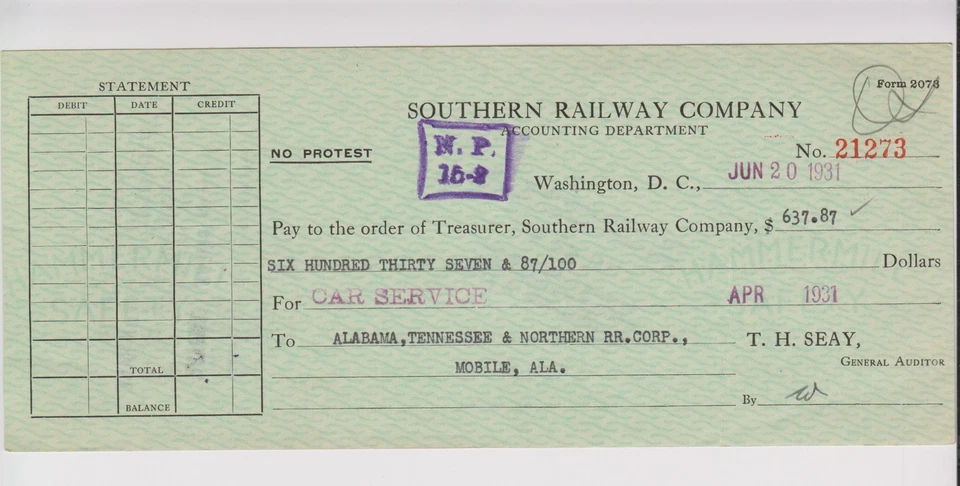 STATEMENT
DEBIT DATE CREDIT
TOTAL
BALANCE
Form 2078
SOUTHERN RAILWAY COMPANY
ACCOUNTING DEPARTMENT
N. P.
15-2
NO PROTEST
No. 21273
Washington, D. C., JUN 20 1931
Pay to the order of Treasurer, Southern Railway Company, $ 637.87
SIX HUNDRED THIRTY SEVEN & 87/100 Dollars
For CAR SERVICE APR 1931
To ALABAMA,TENNESSEE & NORTHERN RR.CORP., T. H. SEAY,
MOBILE, ALA. GENERAL AUDITOR
By
HAMMERMILL
HAMMERMILL